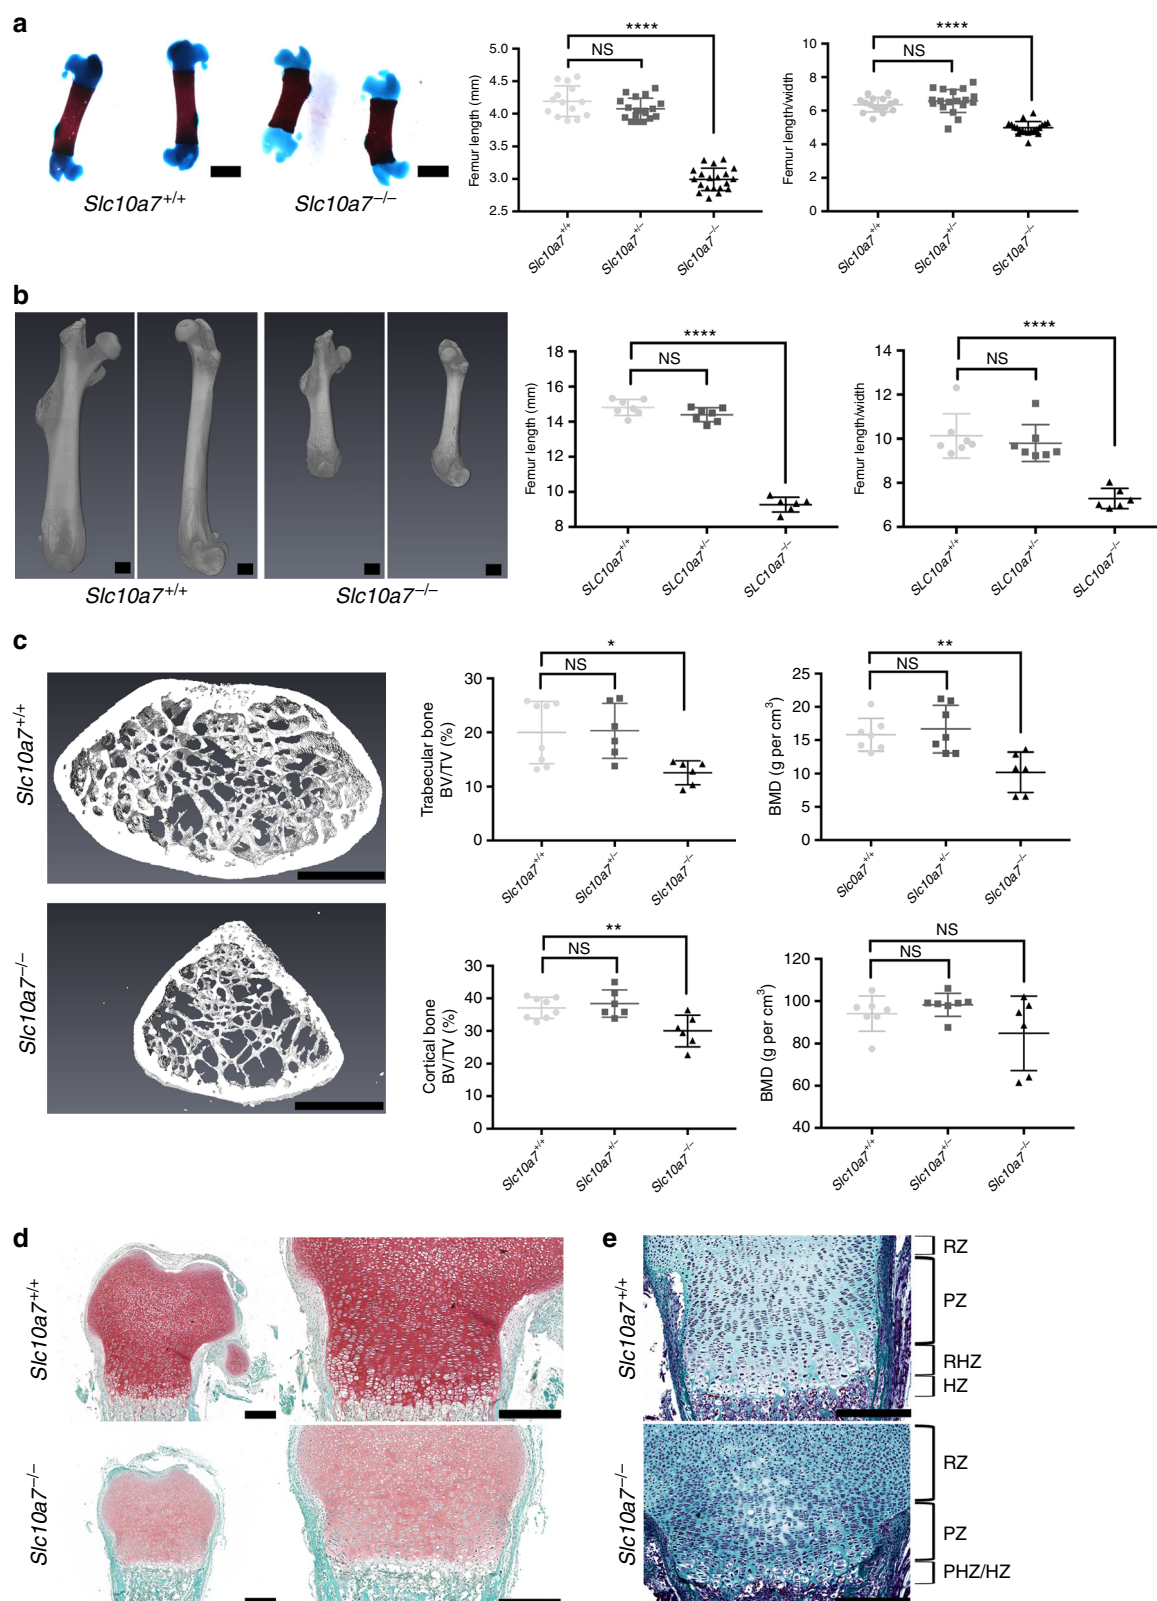 a
Slc10a7+/+
Slc10a7−/−
****
NS
Femur length (mm)
5.0
4.5
4.0
3.5
3.0
2.5
Slc10a7+/+
Slc10a7+/−
Slc10a7−/−
****
NS
Femur length/width
10
8
6
4
2
0
Slc10a7+/+
Slc10a7+/−
Slc10a7−/−
b
Slc10a7+/+
Slc10a7−/−
****
NS
Femur length (mm)
18
16
14
12
10
8
SLC10a7+/+
SLC10a7+/−
SLC10a7−/−
****
NS
Femur length/width
14
12
10
8
6
SLC10a7+/+
SLC10a7+/−
SLC10a7−/−
c
Slc10a7+/+
Slc10a7−/−
*
NS
Trabecular bone
BV/TV (%)
30
20
10
0
Slc10a7+/+
Slc10a7+/−
Slc10a7−/−
**
NS
BMD (g per cm3)
25
20
15
10
5
0
Slc0a7+/+
Slc10a7+/−
Slc10a7−/−
**
NS
Cortical bone
BV/TV (%)
30
40
30
20
10
0
Slc10a7+/+
Slc10a7+/−
Slc10a7−/−
NS
NS
BMD (g per cm3)
120
100
80
60
40
Slc10a7+/+
Slc10a7+/−
Slc10a7−/−
d
Slc10a7+/+
Slc10a7−/−
e
Slc10a7+/+
RZ
PZ
RHZ
HZ
Slc10a7−/−
RZ
PZ
PHZ/HZ